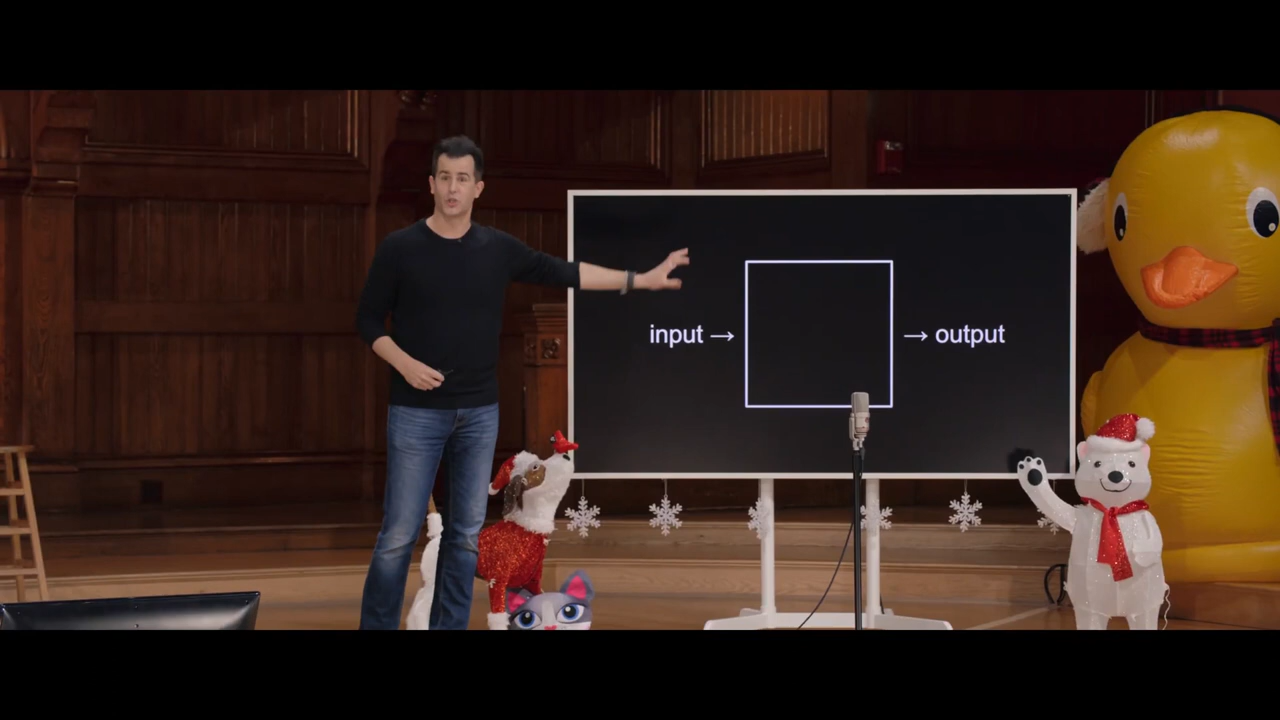 input → → output